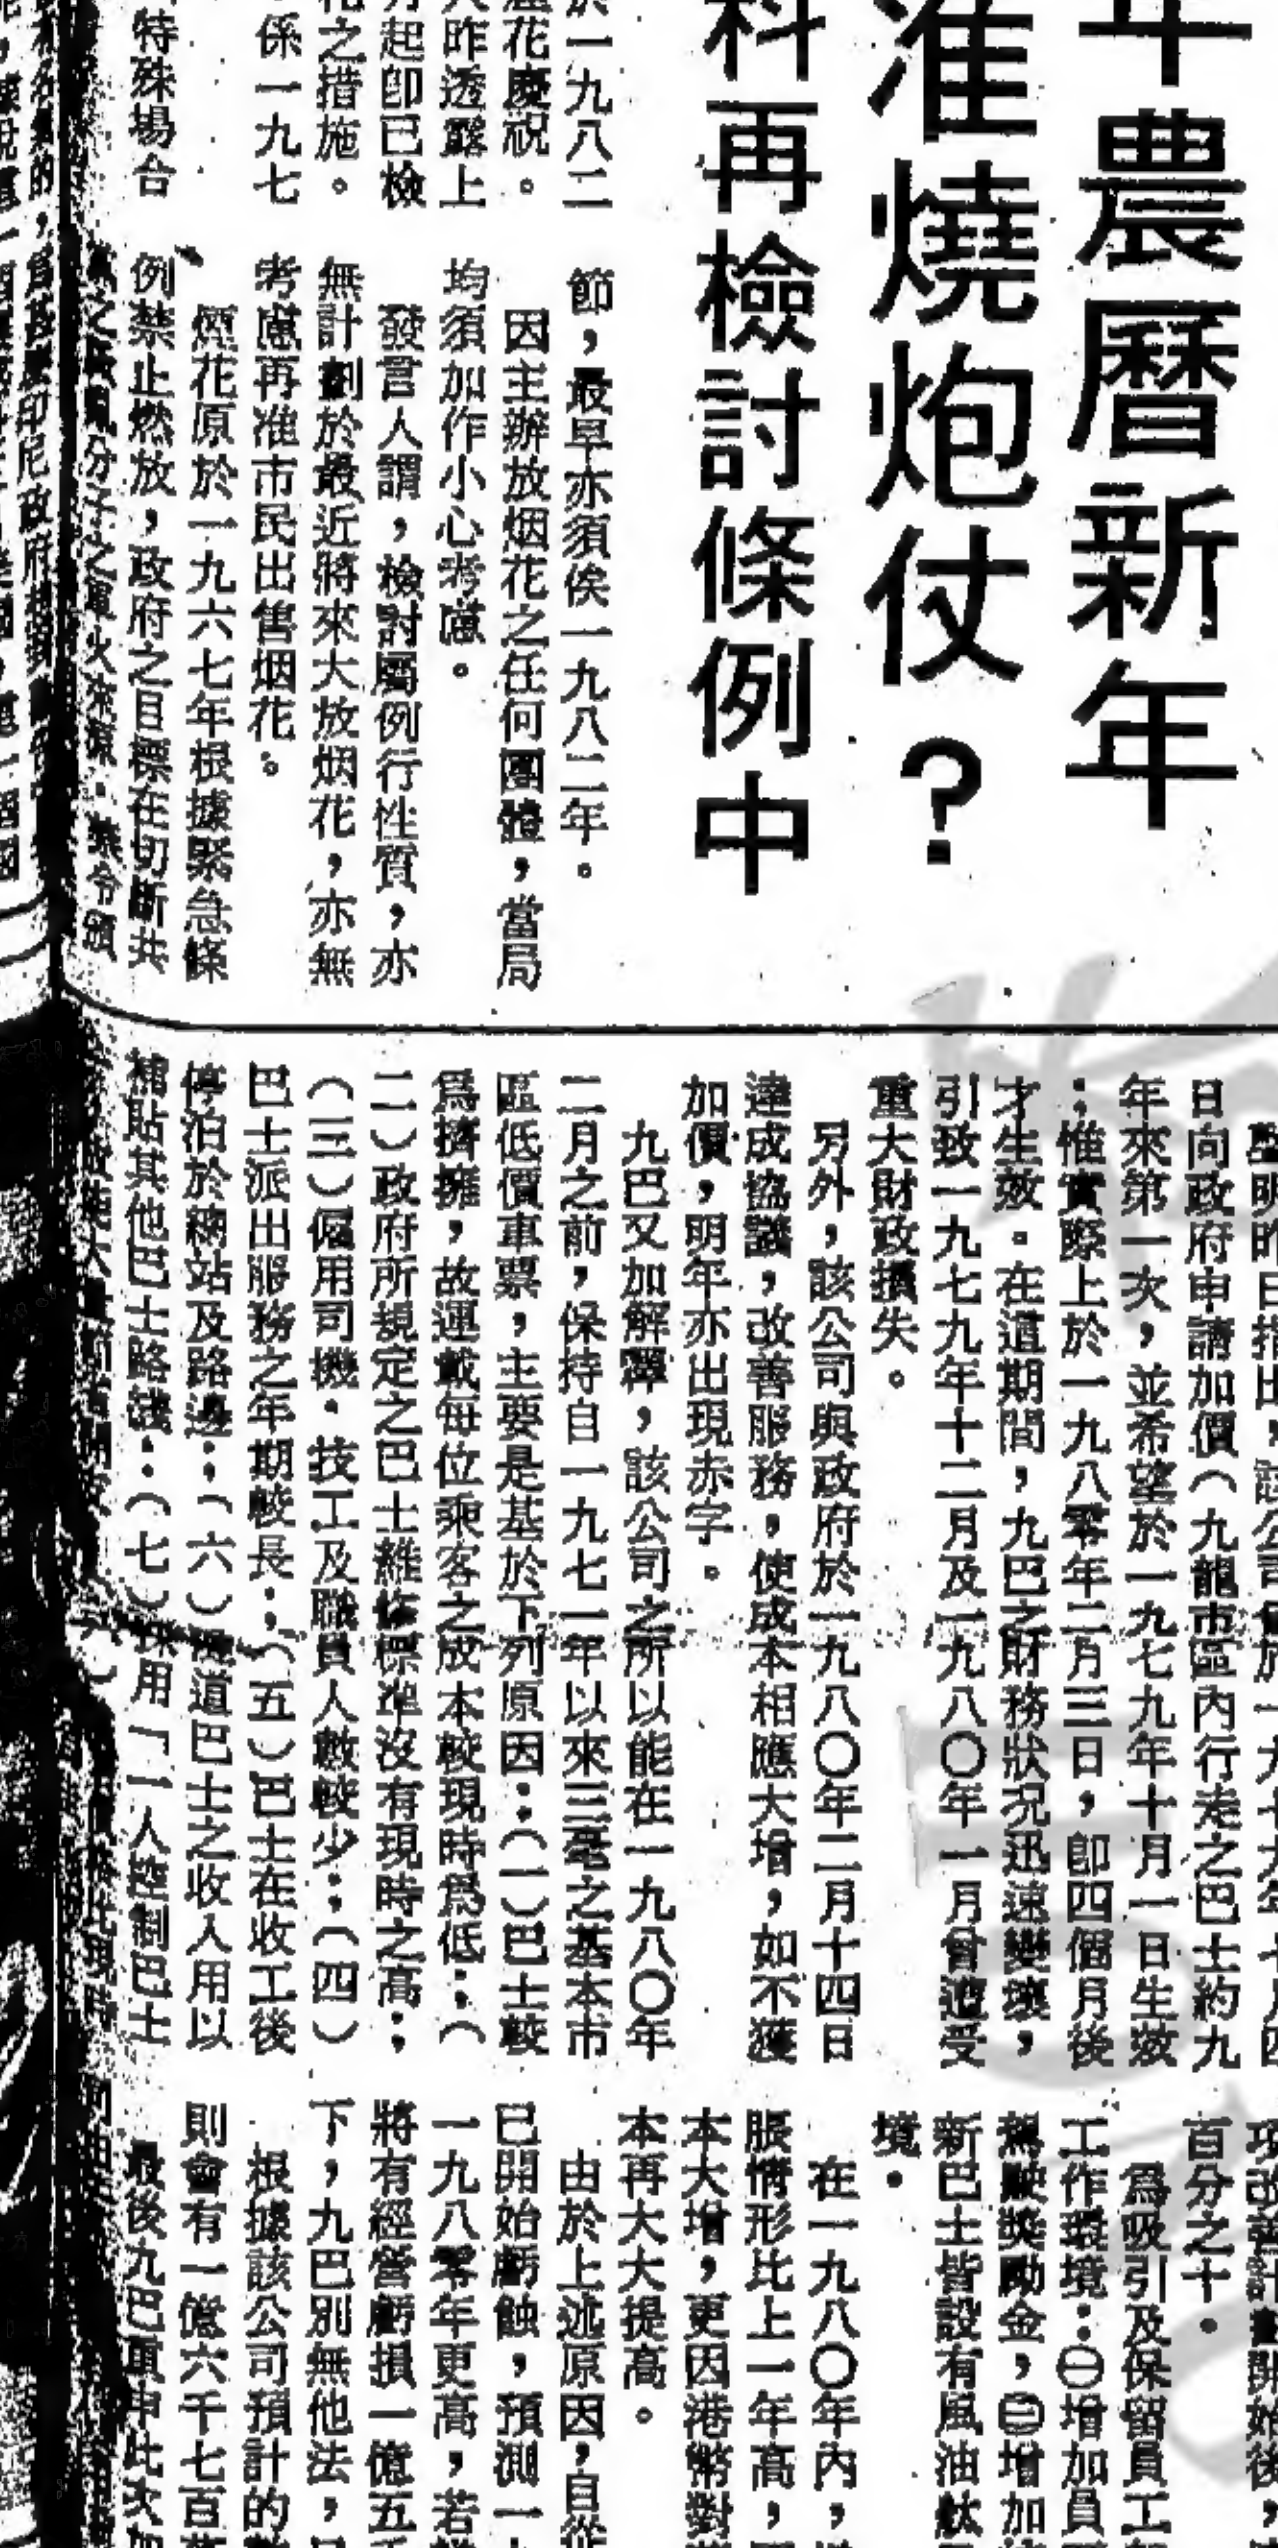 年農曆新年
准燒炮仗？
科再檢討條例中
於一九八二
煙花慶祝。
昨透露上
起卽已檢
之措施。
係一九七
特殊場合
節，最早亦須俟一九八二年。
因主辦放烟花之任何團體，當局
均須加作小心考慮。
發言人謂，檢討屬例行性質，亦
無計劃於最近將來大放烟花，亦無
考慮再准市民出售烟花。
煙花原於一九六七年根據緊急條
例禁止燃放，政府之目標在切斷共
日向政府申請加價（九龍市區內行走之巴士約九
年來第一次，並希望於一九七九年十月一日生效
；惟實際上於一九八零年二月三日，卽四個月後
才生效。在這期間，九巴之財務狀况迅速變壞，
引致一九七九年十二月及一九八〇年一月曾遭受
重大財政損失。
另外，該公司與政府於一九八〇年二月十四日
達成協議，改善服務，使成本相應大增，如不獲
加價，明年亦出現赤字。
九巴又加解釋，該公司之所以能在一九八〇年
二月之前，保持自一九七一年以來三毫之基本市
區低價車票，主要是基於下列原因：（一）巴士較
爲擠擁，故運載每位乘客之成本較現時爲低；（
二）政府所規定之巴士維修標準沒有現時之高；
（三）僱用司機、技工及職員人數較少；（四）
巴士派出服務之年期較長；（五）巴士在收工後
停泊於總站及路邊；（六）隧道巴士之收入用以
補貼其他巴士路綫；（七）採用「一人控制巴士
百分之十。
爲吸引及保留員工
工作環境：㊀增加員
駕駛獎勵金，㊂增加
新巴士皆設有風油軚
境。
在一九八〇年內，
脹情形比上一年高，
本大增，更因港幣對
本再大大提高。
由於上述原因，自從
已開始虧蝕，預測一
一九八零年更高，若
將有經營虧損一億五
下，九巴別無他法，
根據該公司預計的
則會有一億六千七百
最後九巴重申此次加